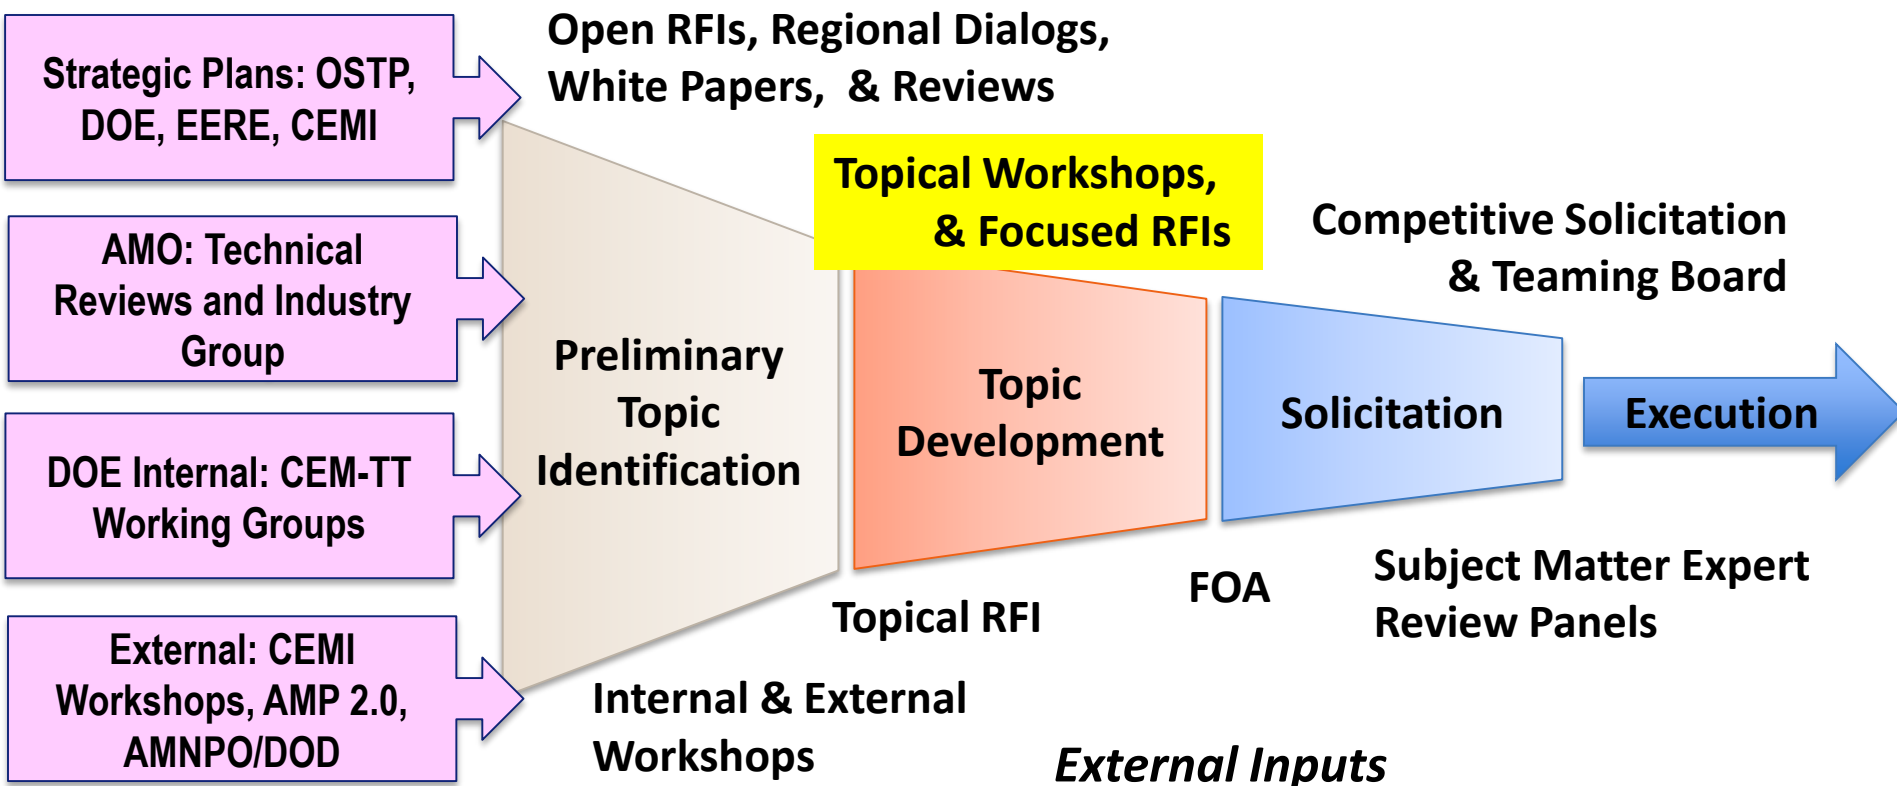 Strategic Plans: OSTP,
DOE, EERE, CEMI
AMO: Technical
Reviews and Industry
Group
DOE Internal: CEM-TT
Working Groups
External: CEMI
Workshops, AMP 2.0,
AMNPO/DOD
Open RFIs, Regional Dialogs,
White Papers, & Reviews
Preliminary
Topic
Identification
Internal & External
Workshops
Topical Workshops,
& Focused RFIs
Topic
Development
Topical RFI
Competitive Solicitation
& Teaming Board
Solicitation
FOA
Subject Matter Expert
Review Panels
Execution
External Inputs